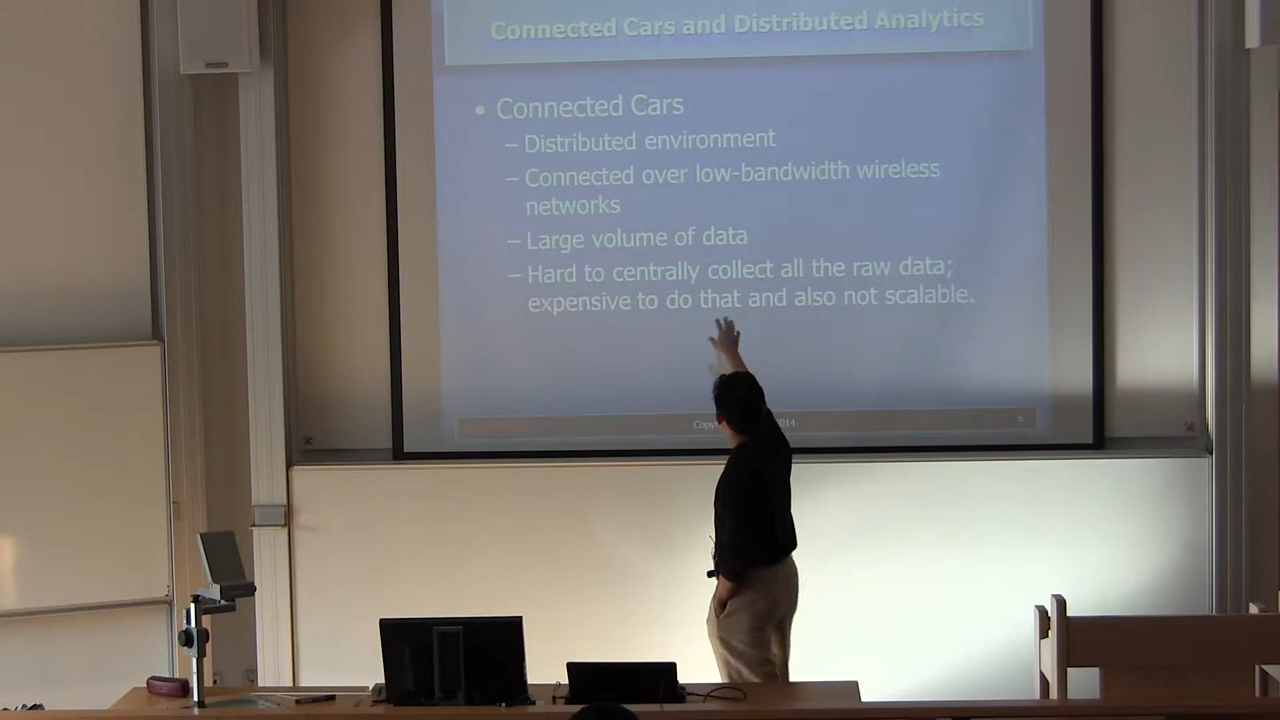 Connected Cars and Distributed Analytics
• Connected Cars
– Distributed environment
– Connected over low-bandwidth wireless
networks
– Large volume of data
– Hard to centrally collect all the raw data;
expensive to do that and also not scalable.